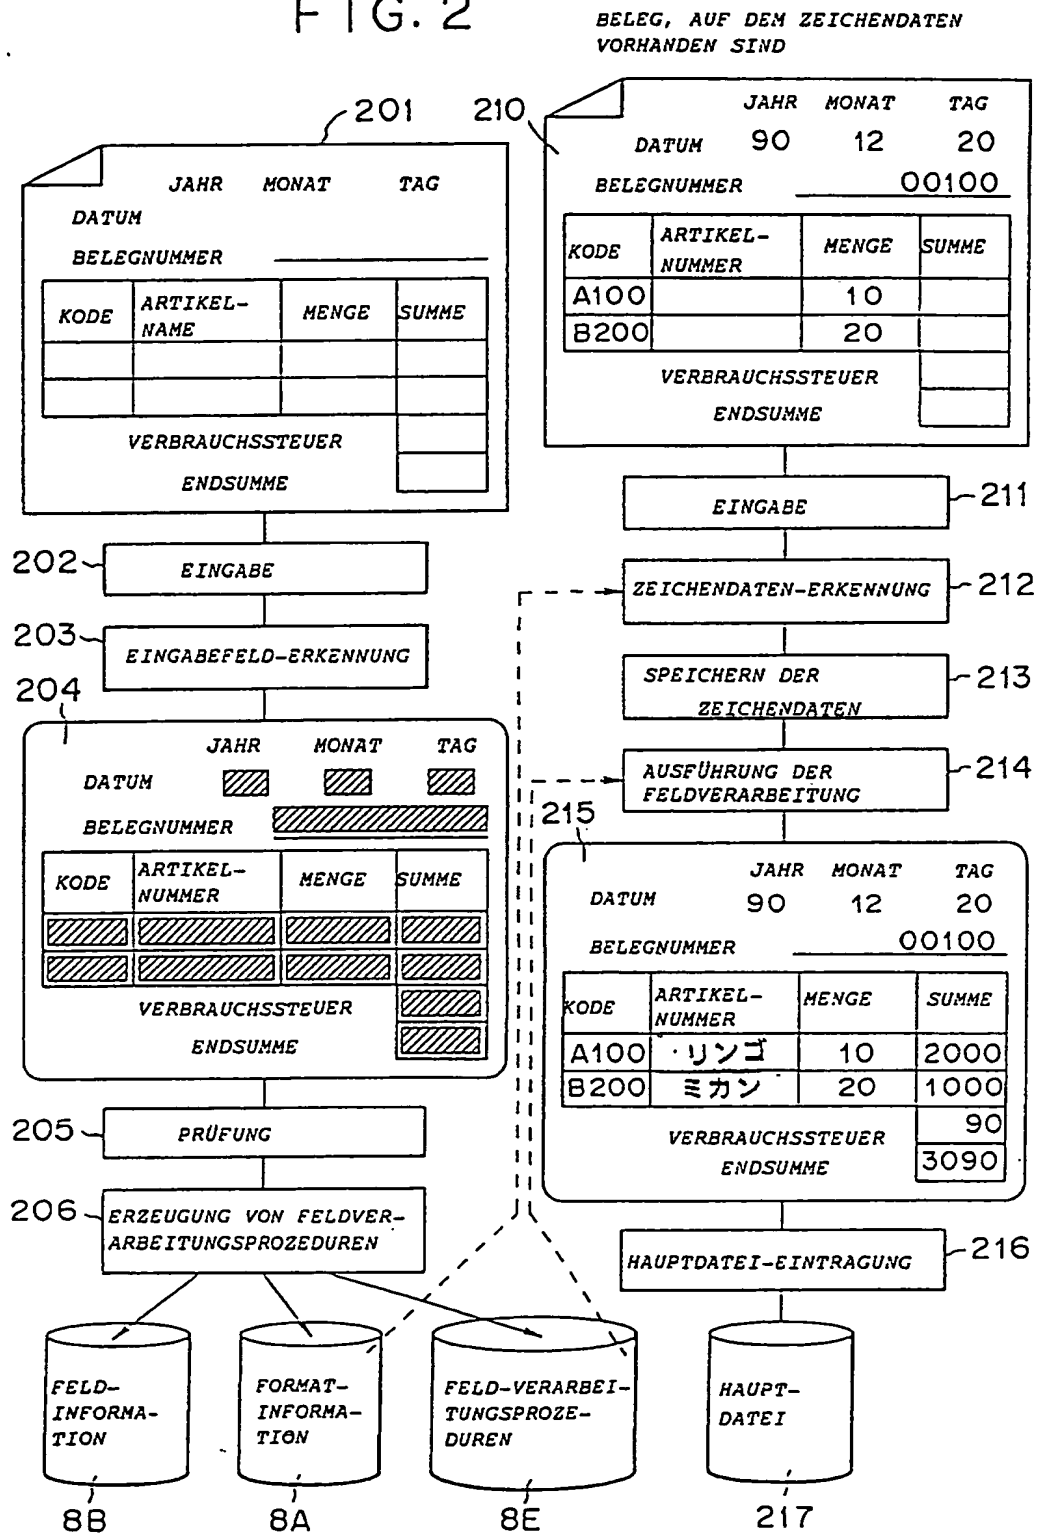 FIG. 2
BELEG, AUF DEM ZEICHENDATEN
VORHANDEN SIND
201
JAHR MONAT TAG
DATUM
BELEGNUMMER
KODE ARTIKEL-
NAME MENGE SUMME
VERBRAUCHSSTEUER
ENDSUMME
202
EINGABE
203
EINGABEFELD-ERKENNUNG
204
JAHR MONAT TAG
DATUM
BELEGNUMMER
KODE ARTIKEL-
NUMMER MENGE SUMME
VERBRAUCHSSTEUER
ENDSUMME
205
PRÜFUNG
206
ERZEUGUNG VON FELDVER-
ARBEITUNGSPROZEDUREN
FELD-
INFORMA-
TION
8B
FORMAT-
INFORMA-
TION
8A
FELD-VERARBEI-
TUNGSPROZE-
DUREN
8E
210
JAHR MONAT TAG
DATUM 90 12 20
BELEGNUMMER 00100
KODE ARTIKEL-
NUMMER MENGE SUMME
A100 10
B200 20
VERBRAUCHSSTEUER
ENDSUMME
EINGABE 211
ZEICHENDATEN-ERKENNUNG 212
SPEICHERN DER
ZEICHENDATEN 213
AUSFÜHRUNG DER
FELDVERARBEITUNG 214
215
JAHR MONAT TAG
DATUM 90 12 20
BELEGNUMMER 00100
KODE ARTIKEL-
NUMMER MENGE SUMME
A100 リンゴ 10 2000
B200 ミカン 20 1000
VERBRAUCHSSTEUER 90
ENDSUMME 3090
HAUPTDATEI-EINTRAGUNG 216
HAUPT-
DATEI
217